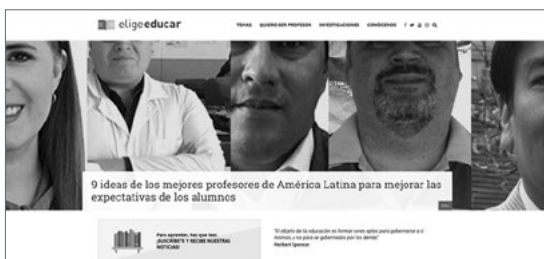 eligeeducar
TEMAS QUIERO SER PROFESOR INVESTIGACIONES CONÓCENOS
9 ideas de los mejores profesores de América Latina para mejorar las
expectativas de los alumnos
Para aprender, hay que leer.
¡SUSCRÍBETE Y RECIBE NUESTRAS
NOTICIAS!
"El objeto de la educación es formar seres aptos para gobernarse a sí
mismos, y no para ser gobernados por los demás"
Herbert Spencer